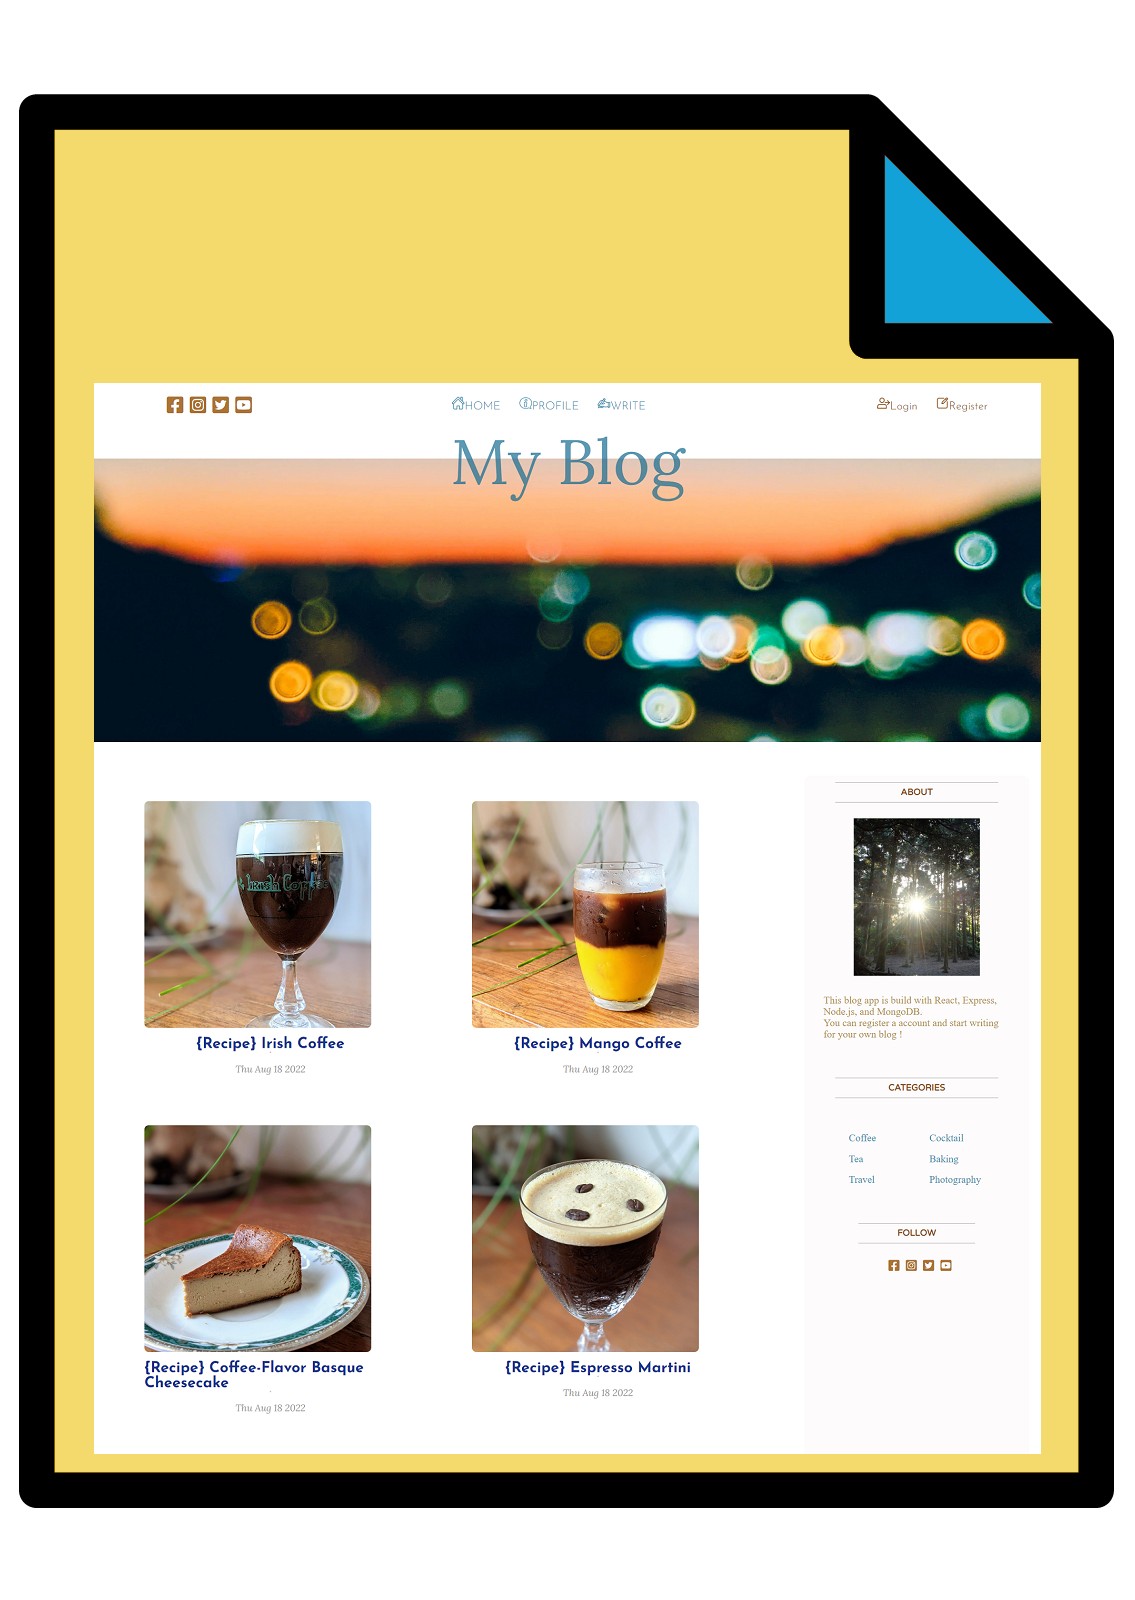 HOME PROFILE WRITE Login Register
My Blog
Irish Coffee
{Recipe} Irish Coffee
Thu Aug 18 2022
{Recipe} Mango Coffee
Thu Aug 18 2022
{Recipe} Coffee-Flavor Basque
Cheesecake
Thu Aug 18 2022
{Recipe} Espresso Martini
Thu Aug 18 2022
ABOUT
This blog app is build with React, Express,
Node.js, and MongoDB.
You can register a account and start writing
for your own blog !
CATEGORIES
Coffee Cocktail
Tea Baking
Travel Photography
FOLLOW